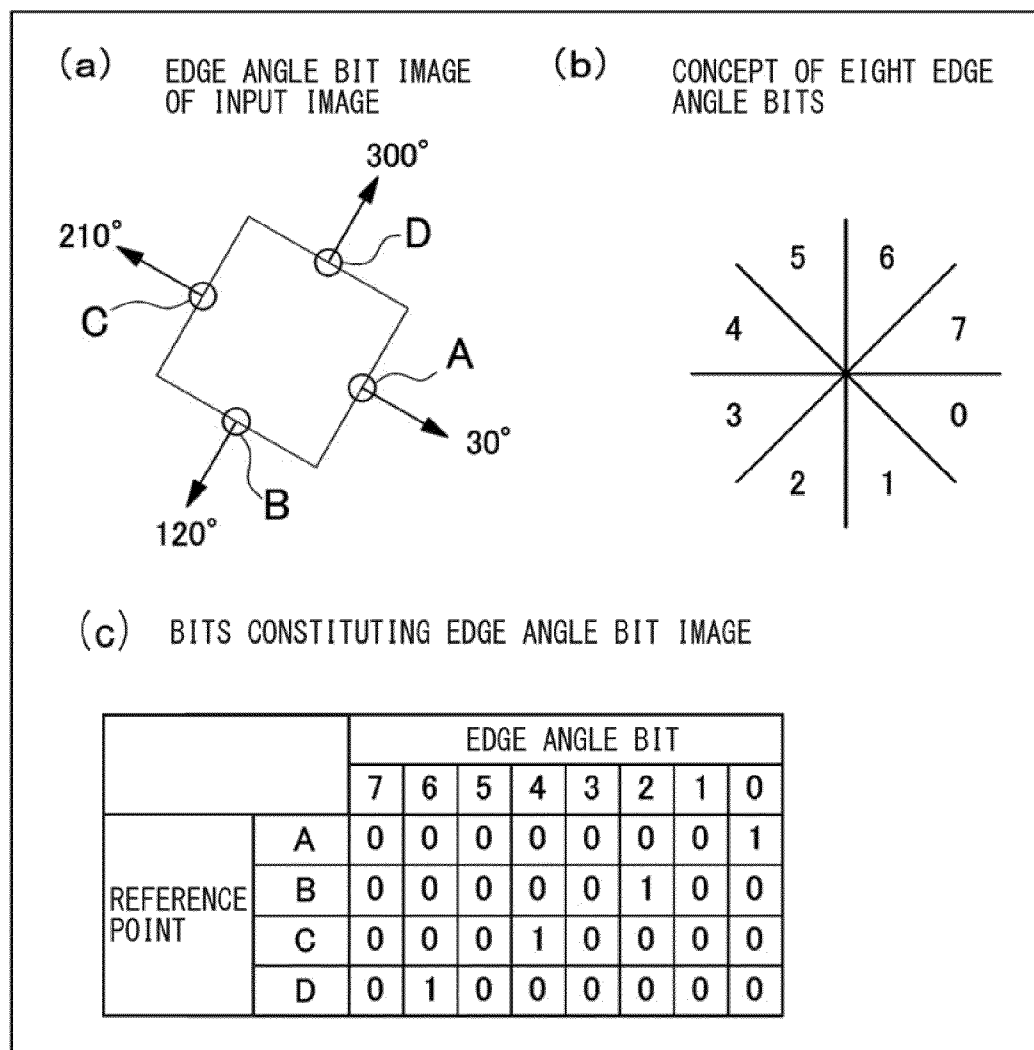 (a) EDGE ANGLE BIT IMAGE
OF INPUT IMAGE
300°
D
210°
C
A
30°
B
120°
(b) CONCEPT OF EIGHT EDGE
ANGLE BITS
5 6
4 7
3 0
2 1
(c) BITS CONSTITUTING EDGE ANGLE BIT IMAGE
EDGE ANGLE BIT
7 6 5 4 3 2 1 0
REFERENCE
POINT
A 0 0 0 0 0 0 0 1
B 0 0 0 0 0 1 0 0
C 0 0 0 1 0 0 0 0
D 0 1 0 0 0 0 0 0